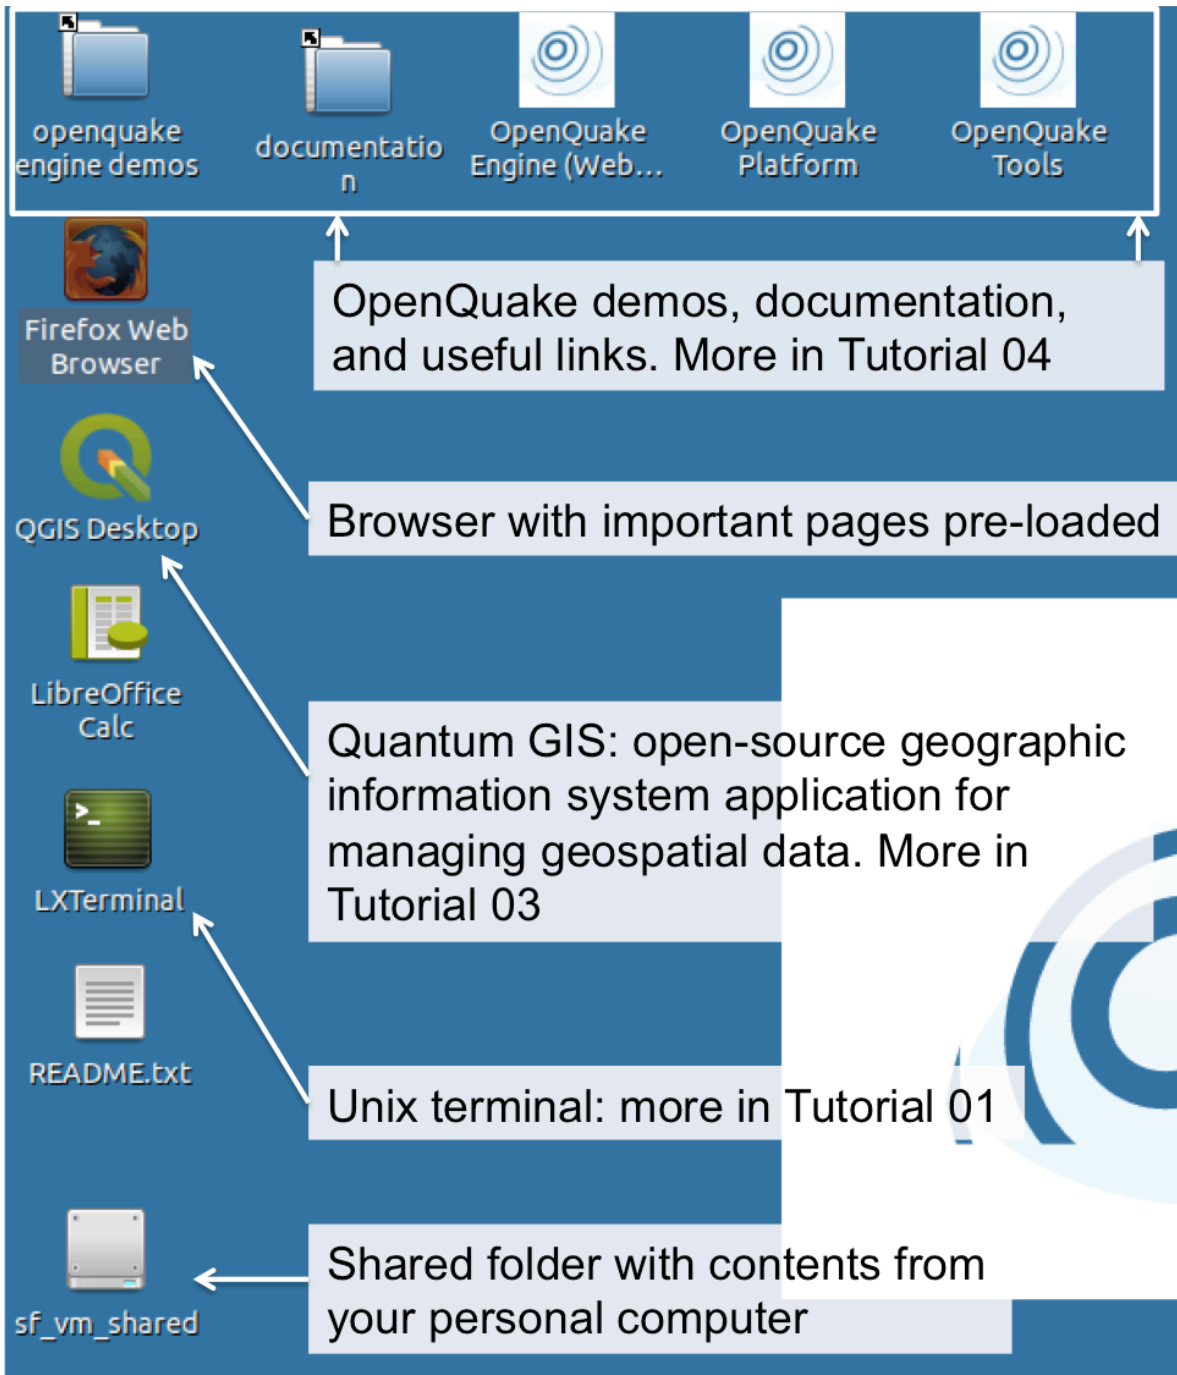 openquake
engine demos
documentatio
n
OpenQuake
Engine (Web...
OpenQuake
Platform
OpenQuake
Tools
OpenQuake demos, documentation,
and useful links. More in Tutorial 04
Firefox Web
Browser
Browser with important pages pre-loaded
QGIS Desktop
LibreOffice
Calc
Quantum GIS: open-source geographic
information system application for
managing geospatial data. More in
Tutorial 03
>_
LXTerminal
README.txt
Unix terminal: more in Tutorial 01
sf_vm_shared
Shared folder with contents from
your personal computer